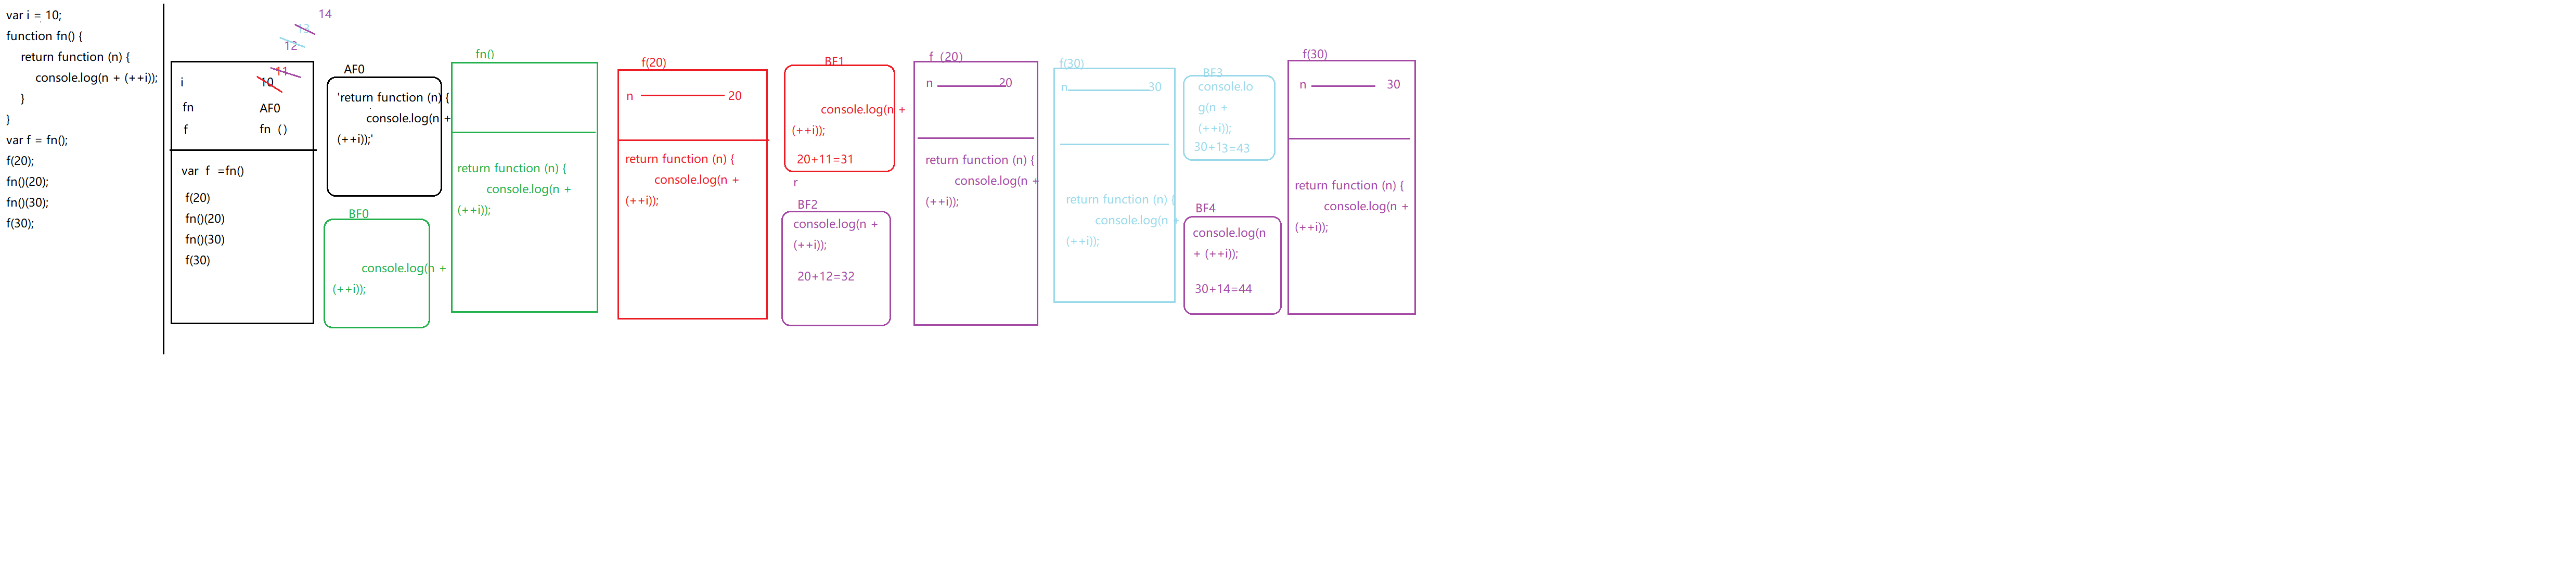 var i = 10;
function fn() {
return function (n) {
console.log(n + (++i));
}
}
var f = fn();
f(20);
fn()(20);
fn()(30);
f(30);
14
13
12
11
i 10
fn AF0
f fn ()
var f =fn()
f(20)
fn()(20)
fn()(30)
f(30)
AF0
'return function (n) {
console.log(n +
(++i));'
BF0
console.log(n +
(++i));
fn()
return function (n) {
console.log(n +
(++i));
f(20)
n 20
return function (n) {
console.log(n +
(++i));
BF1
console.log(n +
(++i));
20+11=31
r
BF2
console.log(n +
(++i));
20+12=32
f (20)
n 20
return function (n) {
console.log(n +
(++i));
f(30)
n 30
return function (n) {
console.log(n +
(++i));
BF3
console.lo
g(n +
(++i));
30+13=43
BF4
console.log(n
+ (++i));
30+14=44
f(30)
n 30
return function (n) {
console.log(n +
(++i));